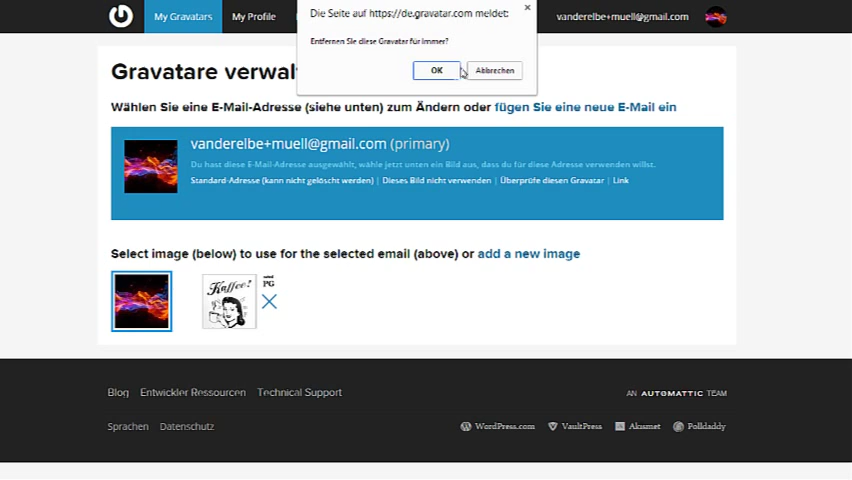 My Gravatars
My Profile
vanderelbe+muell@gmail.com
Die Seite auf https://de.gravatar.com meldet:
Entfernen Sie diese Gravatar für immer?
OK
Abbrechen
Gravatare verwal
Wählen Sie eine E-Mail-Adresse (siehe unten) zum Ändern oder fügen Sie eine neue E-Mail ein
vanderelbe+muell@gmail.com (primary)
Du hast diese E-Mail-Adresse ausgewählt, wähle jetzt unten ein Bild aus, dass du für diese Adresse verwenden willst.
Standard-Adresse (kann nicht gelöscht werden) | Dieses Bild nicht verwenden | Überprüfe diesen Gravatar | Link
Select image (below) to use for the selected email (above) or add a new image
Kaffee!
PG
Blog
Entwickler Ressourcen
Technical Support
AN AUTOMATTIC TEAM
Sprachen
Datenschutz
WordPress.com
VaultPress
Akismet
Polldaddy